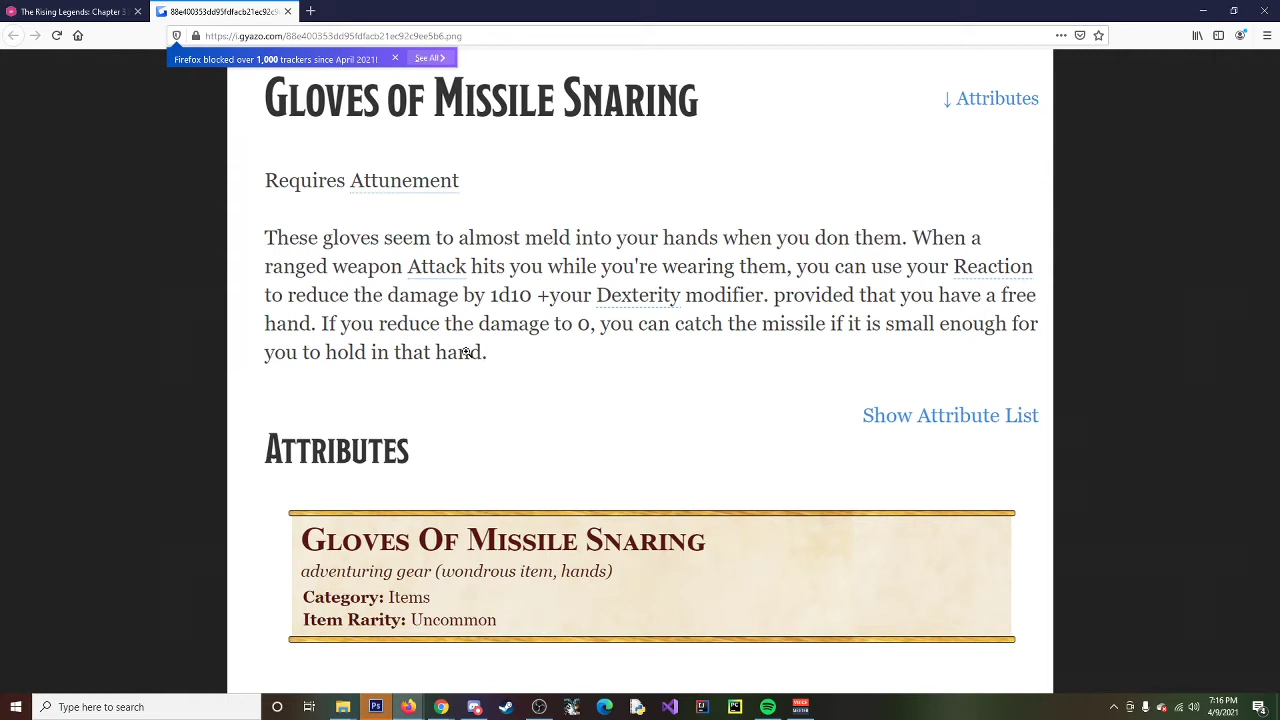 The Rising Legends: Chapter
88e400353dd95fdfacb21ec92c9ee5b6.png
https://i.gyazo.com/88e400353dd95fdfacb21ec92c9ee5b6.png
Firefox blocked over 1,000 trackers since April 2021! See All
Gloves of Missile Snaring
↓ Attributes
Requires Attunement
These gloves seem to almost meld into your hands when you don them. When a
ranged weapon Attack hits you while you're wearing them, you can use your Reaction
to reduce the damage by 1d10 +your Dexterity modifier. provided that you have a free
hand. If you reduce the damage to 0, you can catch the missile if it is small enough for
you to hold in that hand.
Show Attribute List
Attributes
Gloves Of Missile Snaring
adventuring gear (wondrous item, hands)
Category: Items
Item Rarity: Uncommon
Type here to search
7:16 PM
4/9/2021